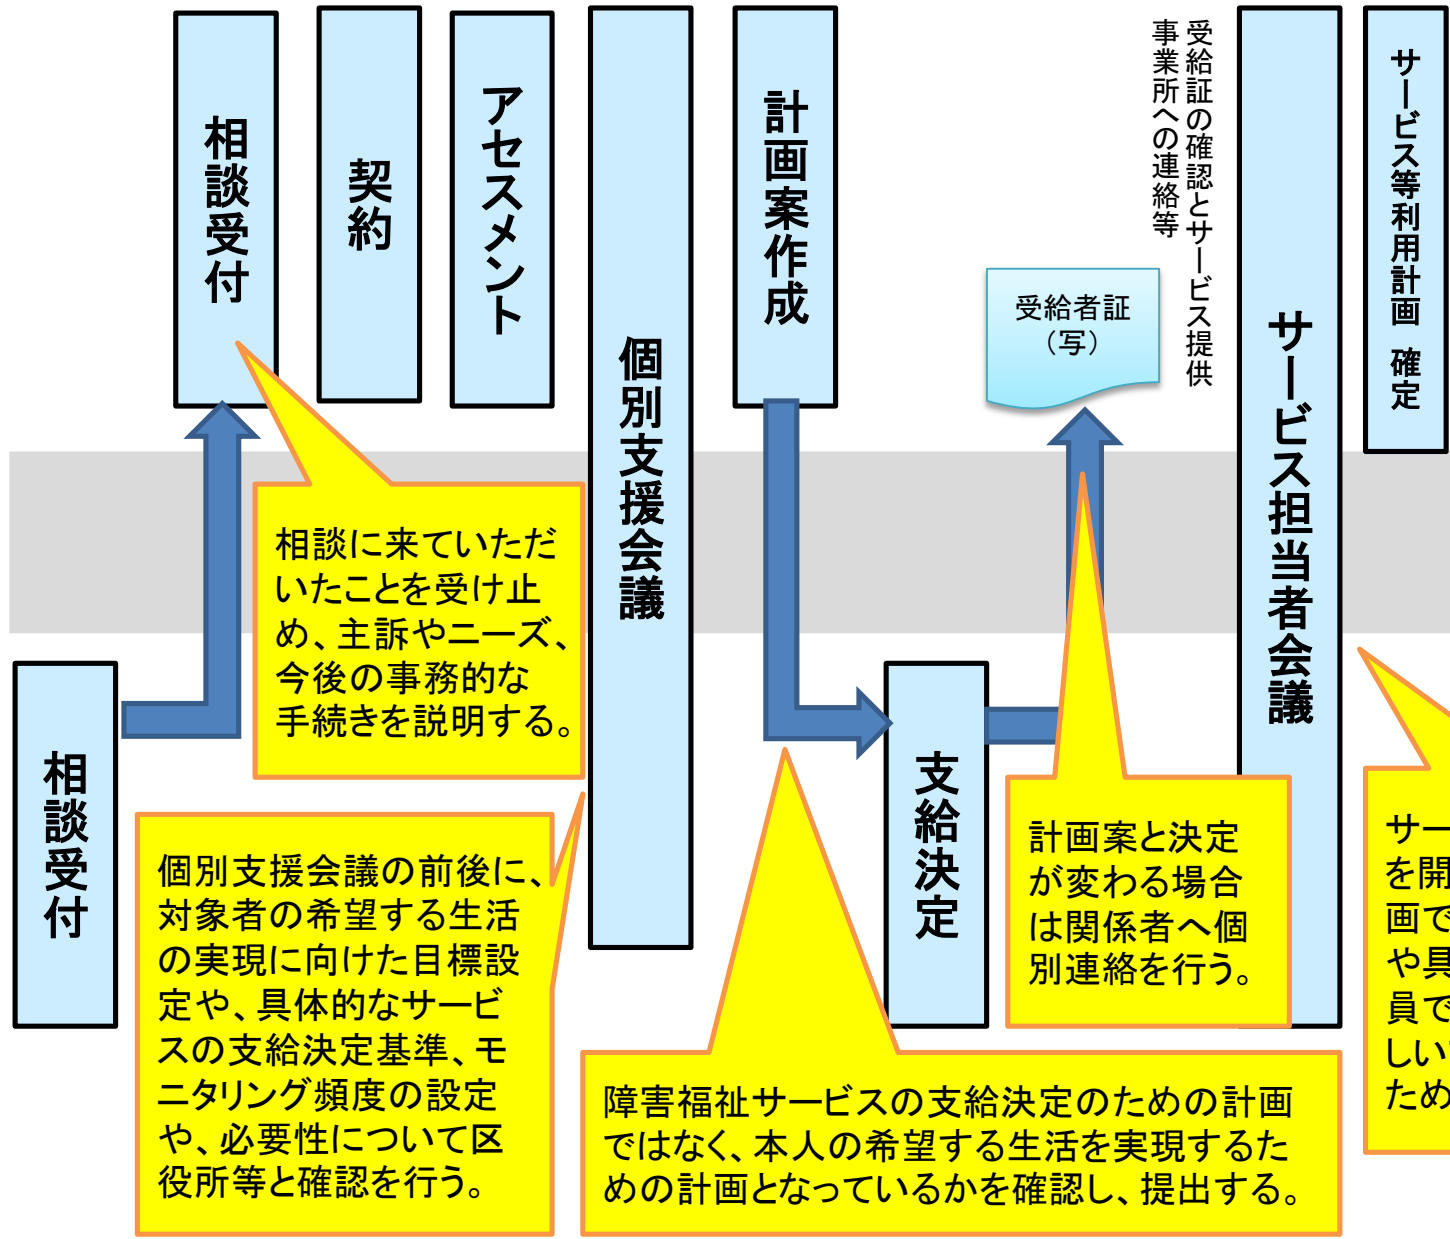 相談受付
契約
アセスメント
個別支援会議
計画案作成
受給者証
（写）
受給証の確認とサービス提供
事業所への連絡等
サービス担当者会議
サービス等利用計画　確定
相談に来ていただ
いたことを受け止
め、主訴やニーズ、
今後の事務的な
手続きを説明する。
相談受付
支給決定
個別支援会議の前後に、
対象者の希望する生活
の実現に向けた目標設
定や、具体的なサービ
スの支給決定基準、モ
ニタリング頻度の設定
や、必要性について区
役所等と確認を行う。
障害福祉サービスの支給決定のための計画
ではなく、本人の希望する生活を実現するた
めの計画となっているかを確認し、提出する。
計画案と決定
が変わる場合
は関係者へ個
別連絡を行う。
サー
を開
画で
や具
員で
しい
ため